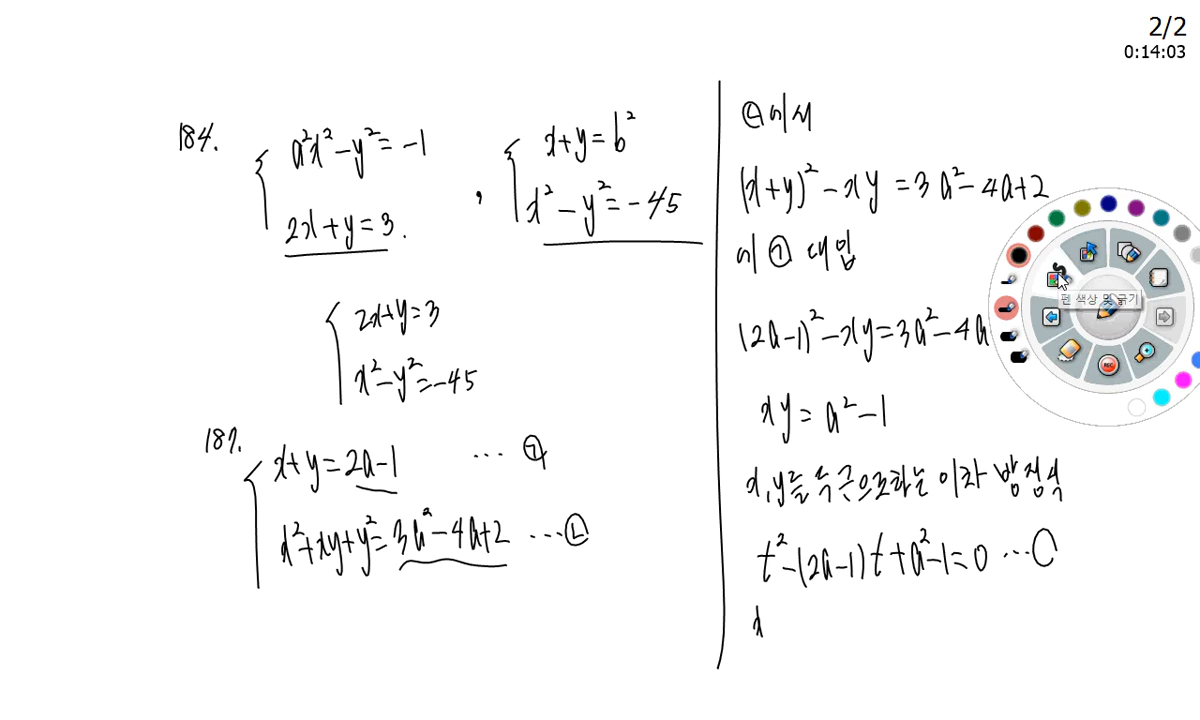 2/2
0:14:03
184.
a²x²-y²=-1
2x+y=3.
,
x+y=b²
x²-y²=-45
2x+y=3
x²-y²=-45
187.
x+y=2a-1 … ㉠
x²+xy+y²=3a²-4a+2 … ㉡
㉡에서
(x+y)²-xy=3a²-4a+2
에 ㉠ 대입
(2a-1)²-xy=3a²-4a
xy=a²-1
x,y를 두 근으로하는 이차 방정식
t²-(2a-1)t+a²-1=0 …
x
펜 색상 및 굵기
REC